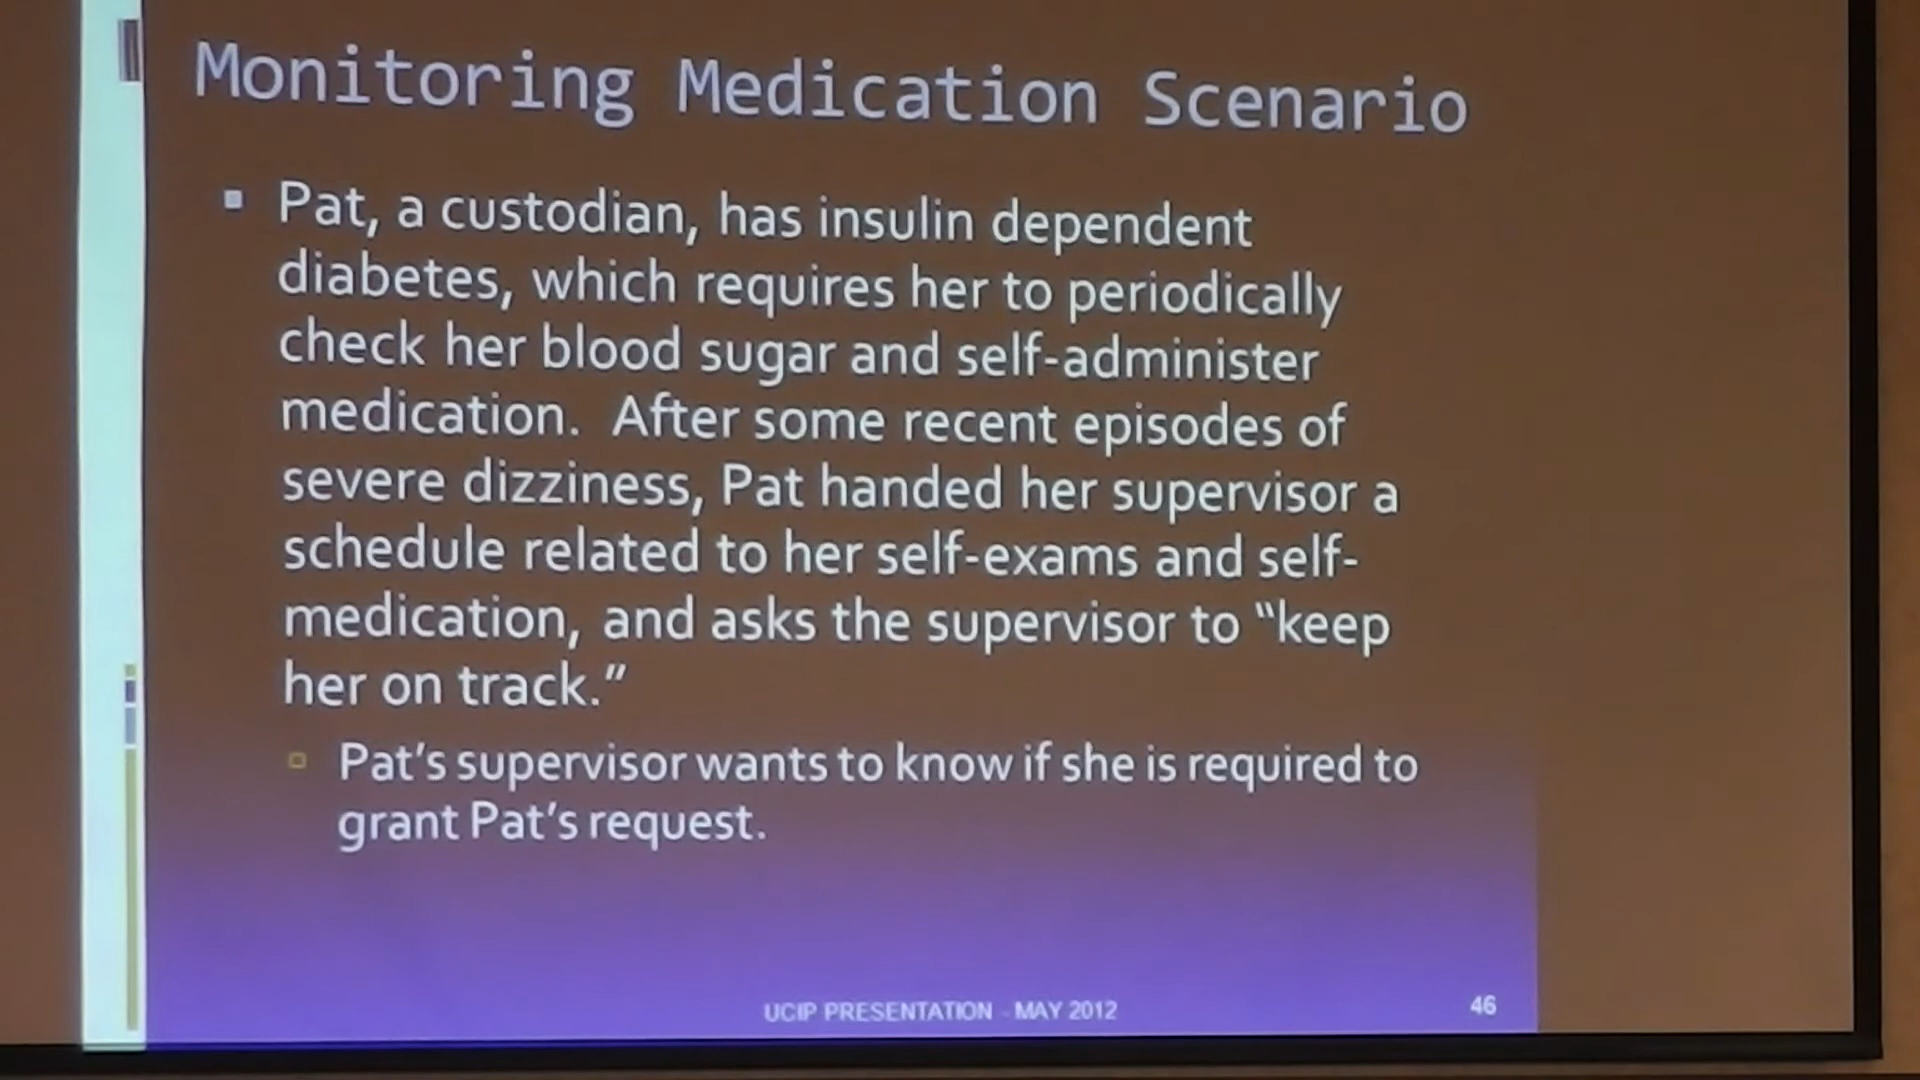 Monitoring Medication Scenario
Pat, a custodian, has insulin dependent
diabetes, which requires her to periodically
check her blood sugar and self-administer
medication. After some recent episodes of
severe dizziness, Pat handed her supervisor a
schedule related to her self-exams and self-
medication, and asks the supervisor to “keep
her on track.”
Pat’s supervisor wants to know if she is required to
grant Pat’s request.
UCIP PRESENTATION - MAY 2012
46